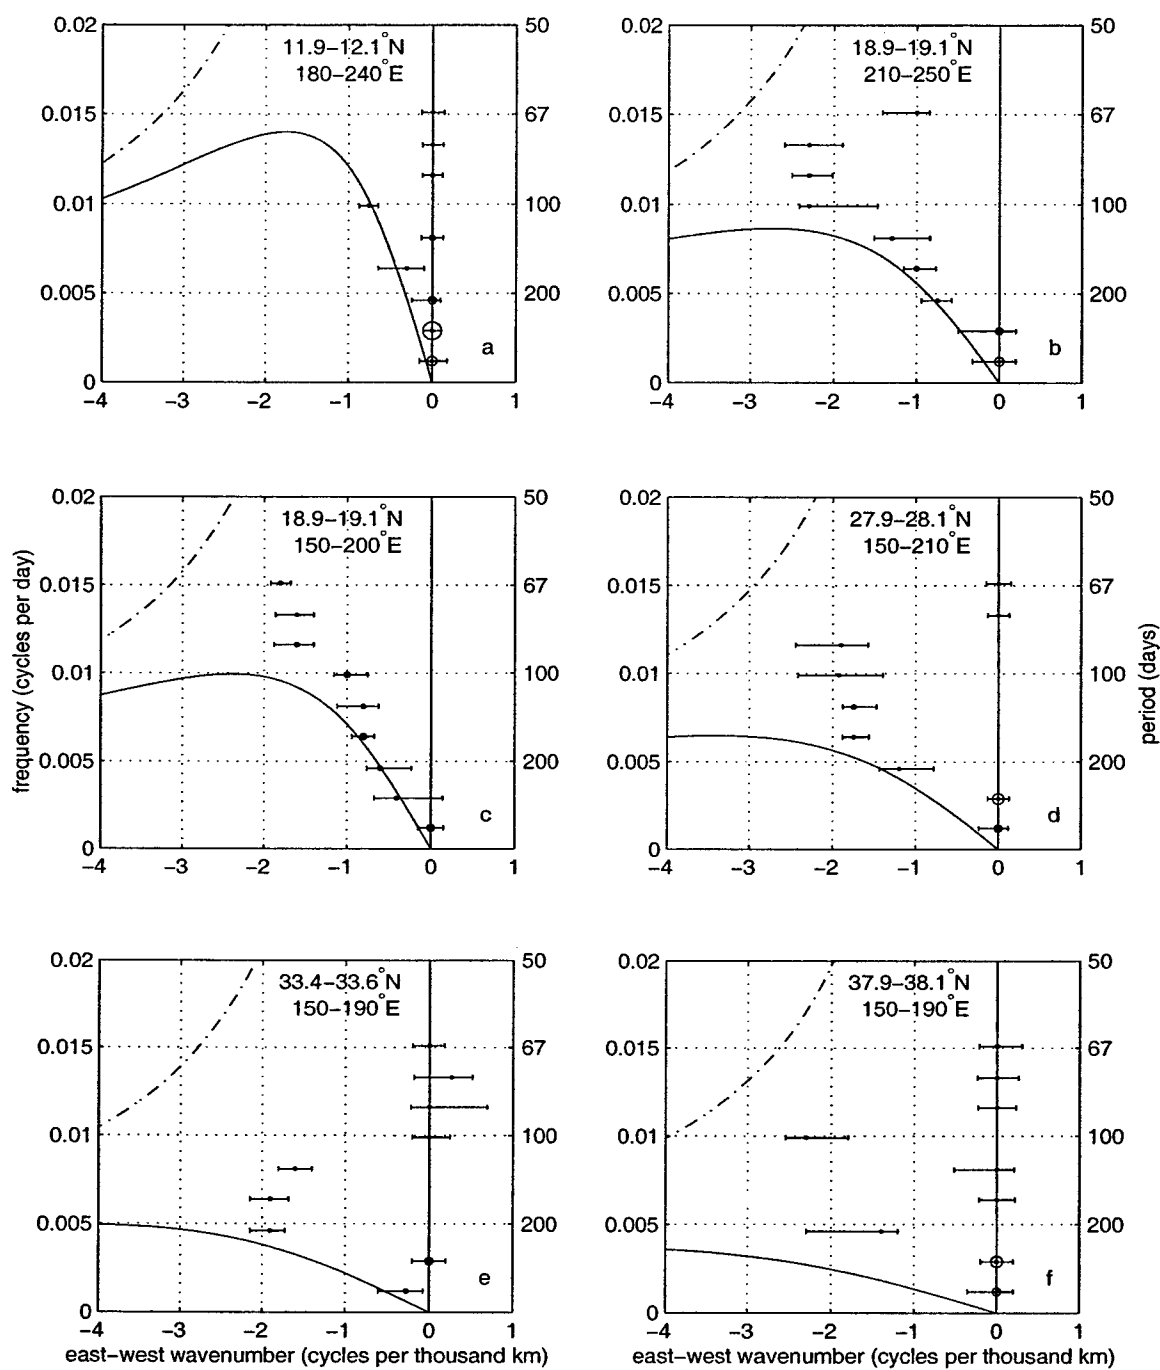 0.02
0.015
0.01
0.005
0
−4 −3 −2 −1 0 1
50
67
100
200
11.9−12.1°N
180−240°E
a
0.02
0.015
0.01
0.005
0
−4 −3 −2 −1 0 1
50
67
100
200
18.9−19.1°N
210−250°E
b
frequency (cycles per day)
0.02
0.015
0.01
0.005
0
−4 −3 −2 −1 0 1
50
67
100
200
18.9−19.1°N
150−200°E
c
0.02
0.015
0.01
0.005
0
−4 −3 −2 −1 0 1
50
67
100
200
27.9−28.1°N
150−210°E
d
period (days)
0.02
0.015
0.01
0.005
0
−4 −3 −2 −1 0 1
50
67
100
200
33.4−33.6°N
150−190°E
e
east−west wavenumber (cycles per thousand km)
0.02
0.015
0.01
0.005
0
−4 −3 −2 −1 0 1
50
67
100
200
37.9−38.1°N
150−190°E
f
east−west wavenumber (cycles per thousand km)